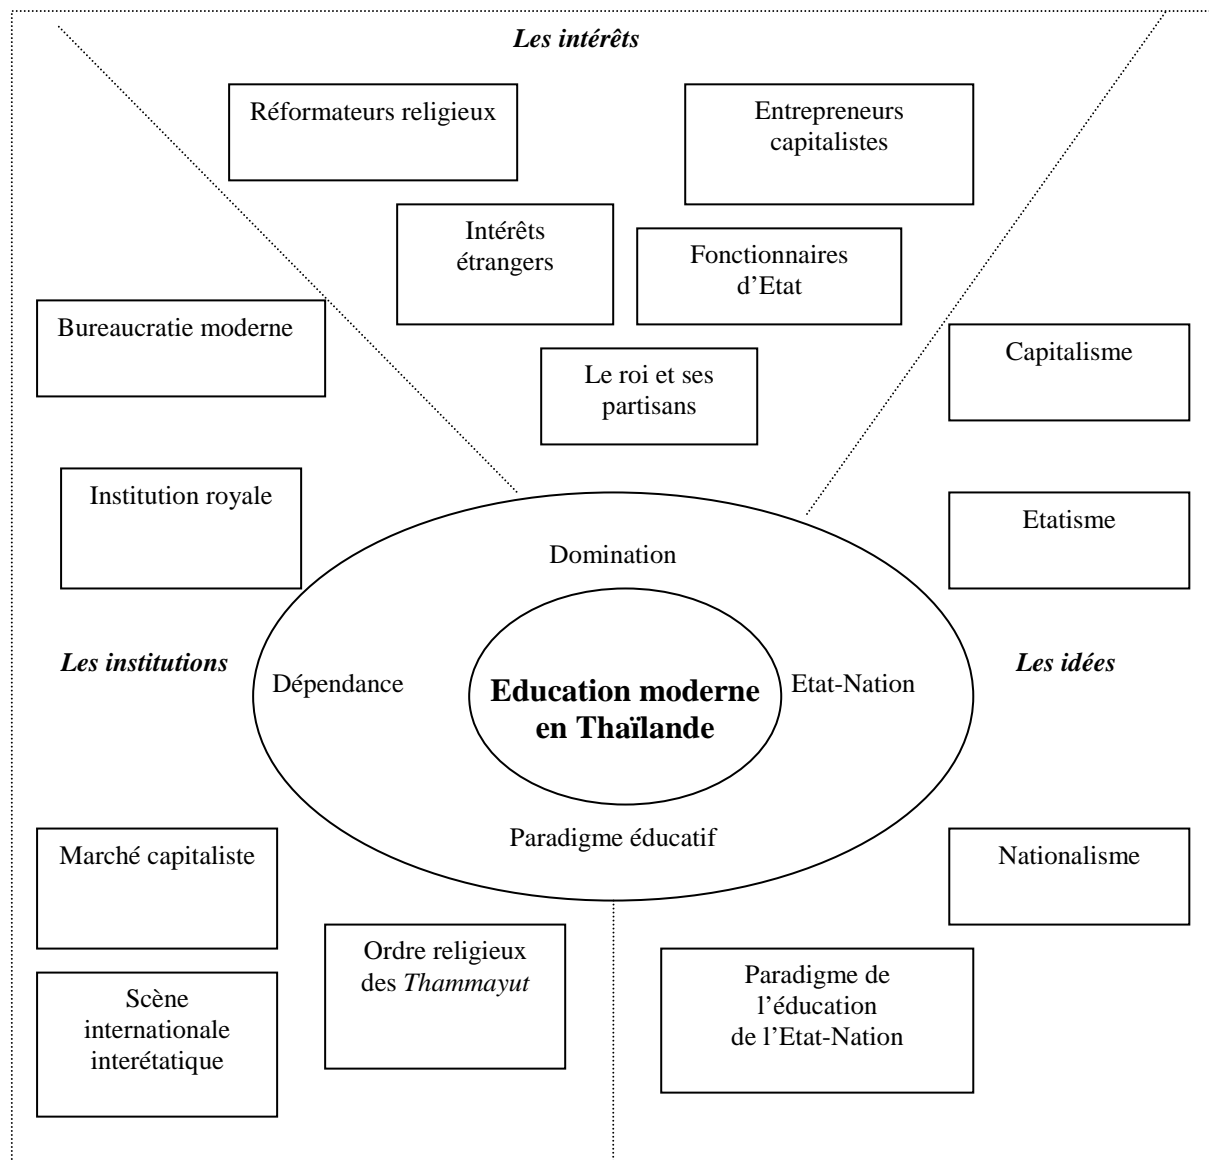 Les intérêts
Réformateurs religieux
Entrepreneurs
capitalistes
Intérêts
étrangers
Fonctionnaires
d’Etat
Bureaucratie moderne
Capitalisme
Le roi et ses
partisans
Institution royale
Etatisme
Domination
Les institutions
Les idées
Dépendance
Education moderne
en Thaïlande
Etat-Nation
Paradigme éducatif
Marché capitaliste
Nationalisme
Ordre religieux
des Thammayut
Paradigme de
l’éducation
de l’Etat-Nation
Scène
internationale
interétatique